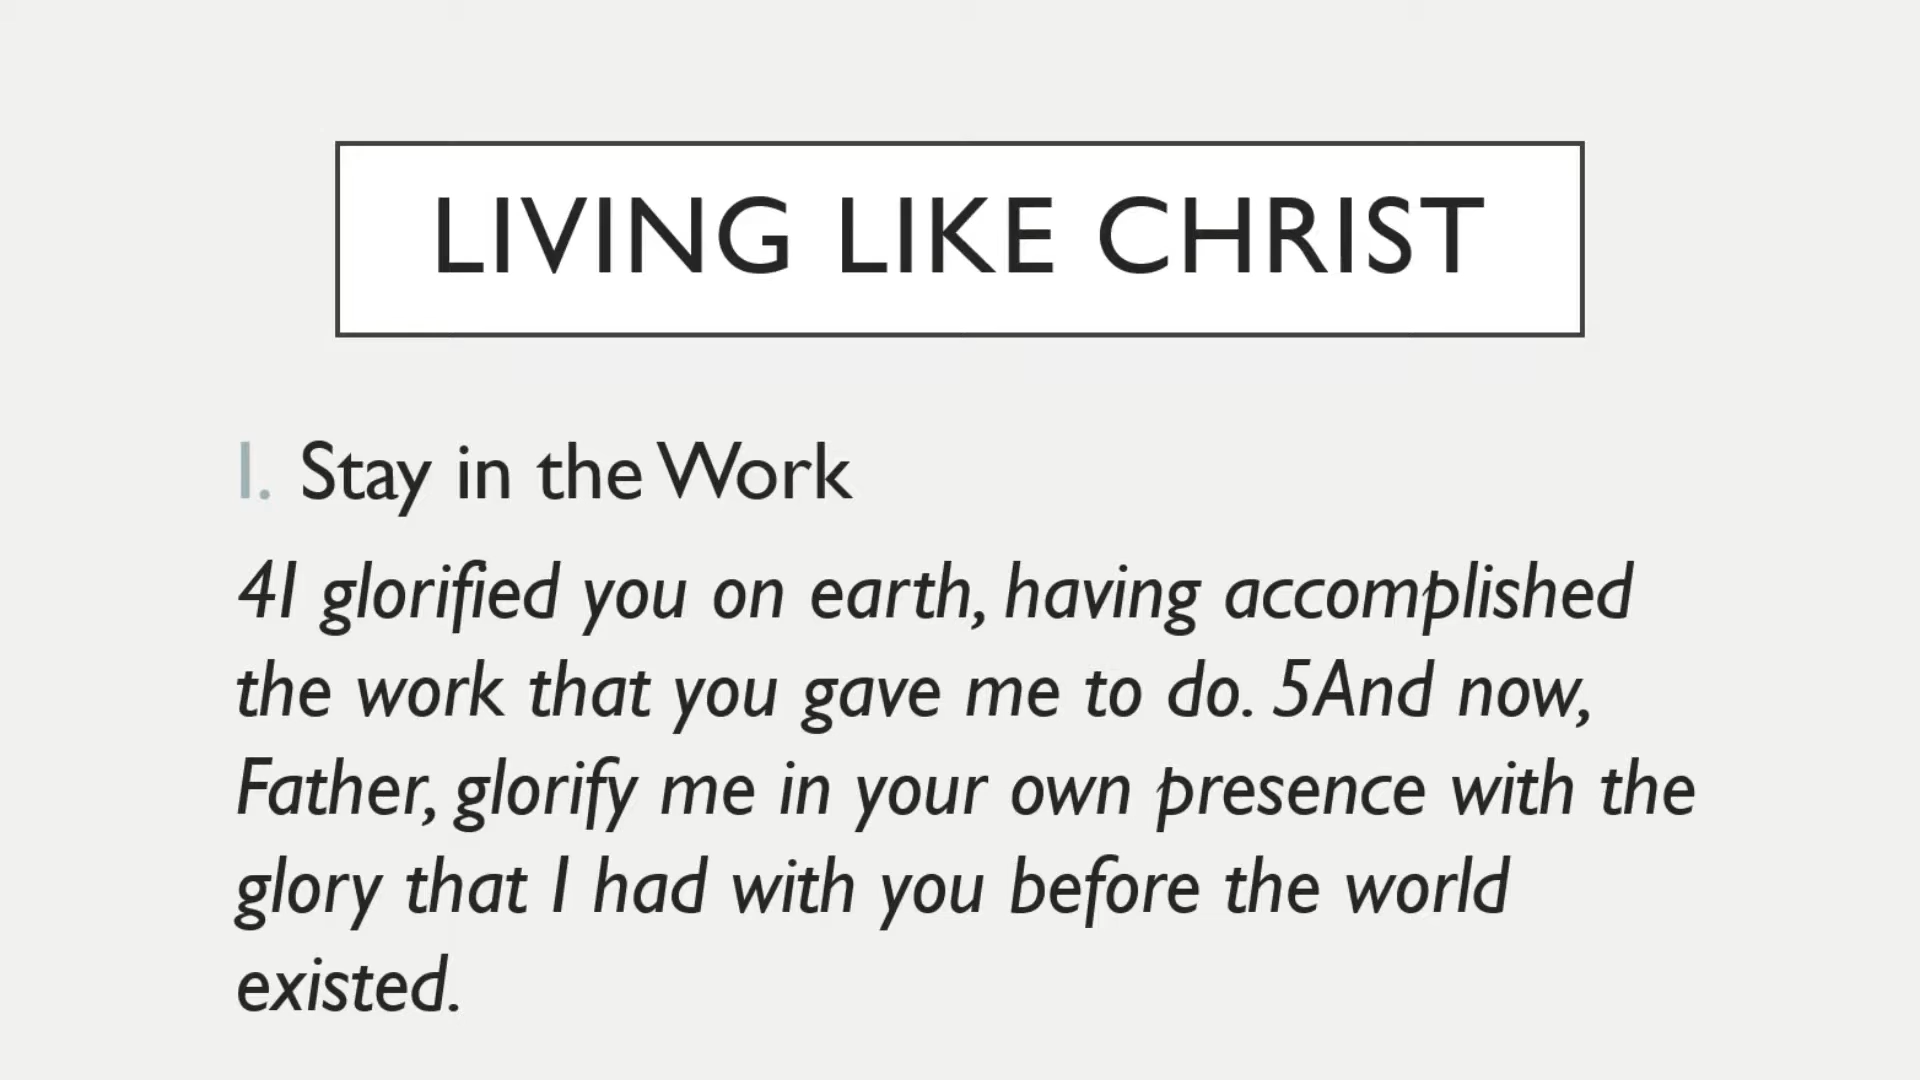 LIVING LIKE CHRIST
1. Stay in the Work
4I glorified you on earth, having accomplished
the work that you gave me to do. 5And now,
Father, glorify me in your own presence with the
glory that I had with you before the world
existed.